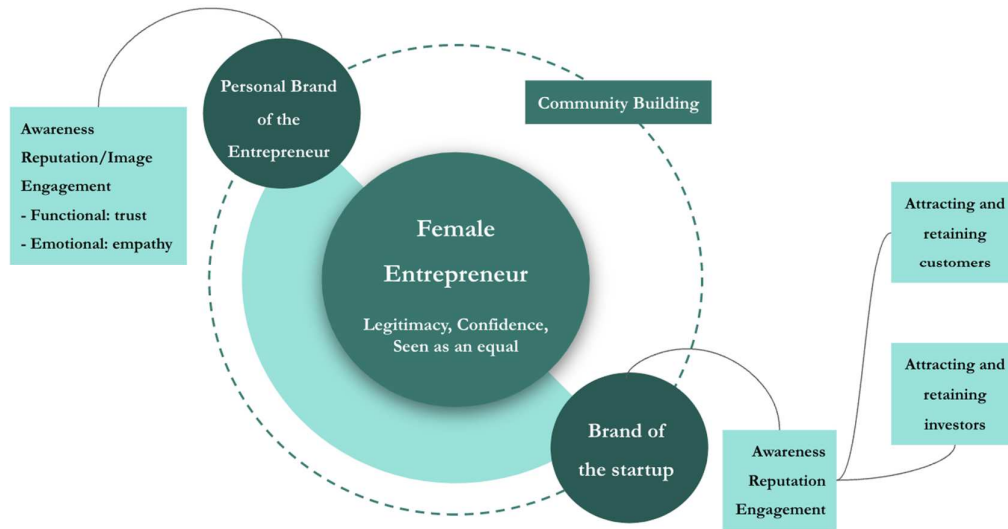 Personal Brand
of the
Entrepreneur
Community Building
Awareness
Reputation/Image
Engagement
- Functional: trust
- Emotional: empathy
Female
Entrepreneur
Legitimacy, Confidence,
Seen as an equal
Attracting and
retaining
customers
Attracting and
retaining
investors
Brand of
the startup
Awareness
Reputation
Engagement